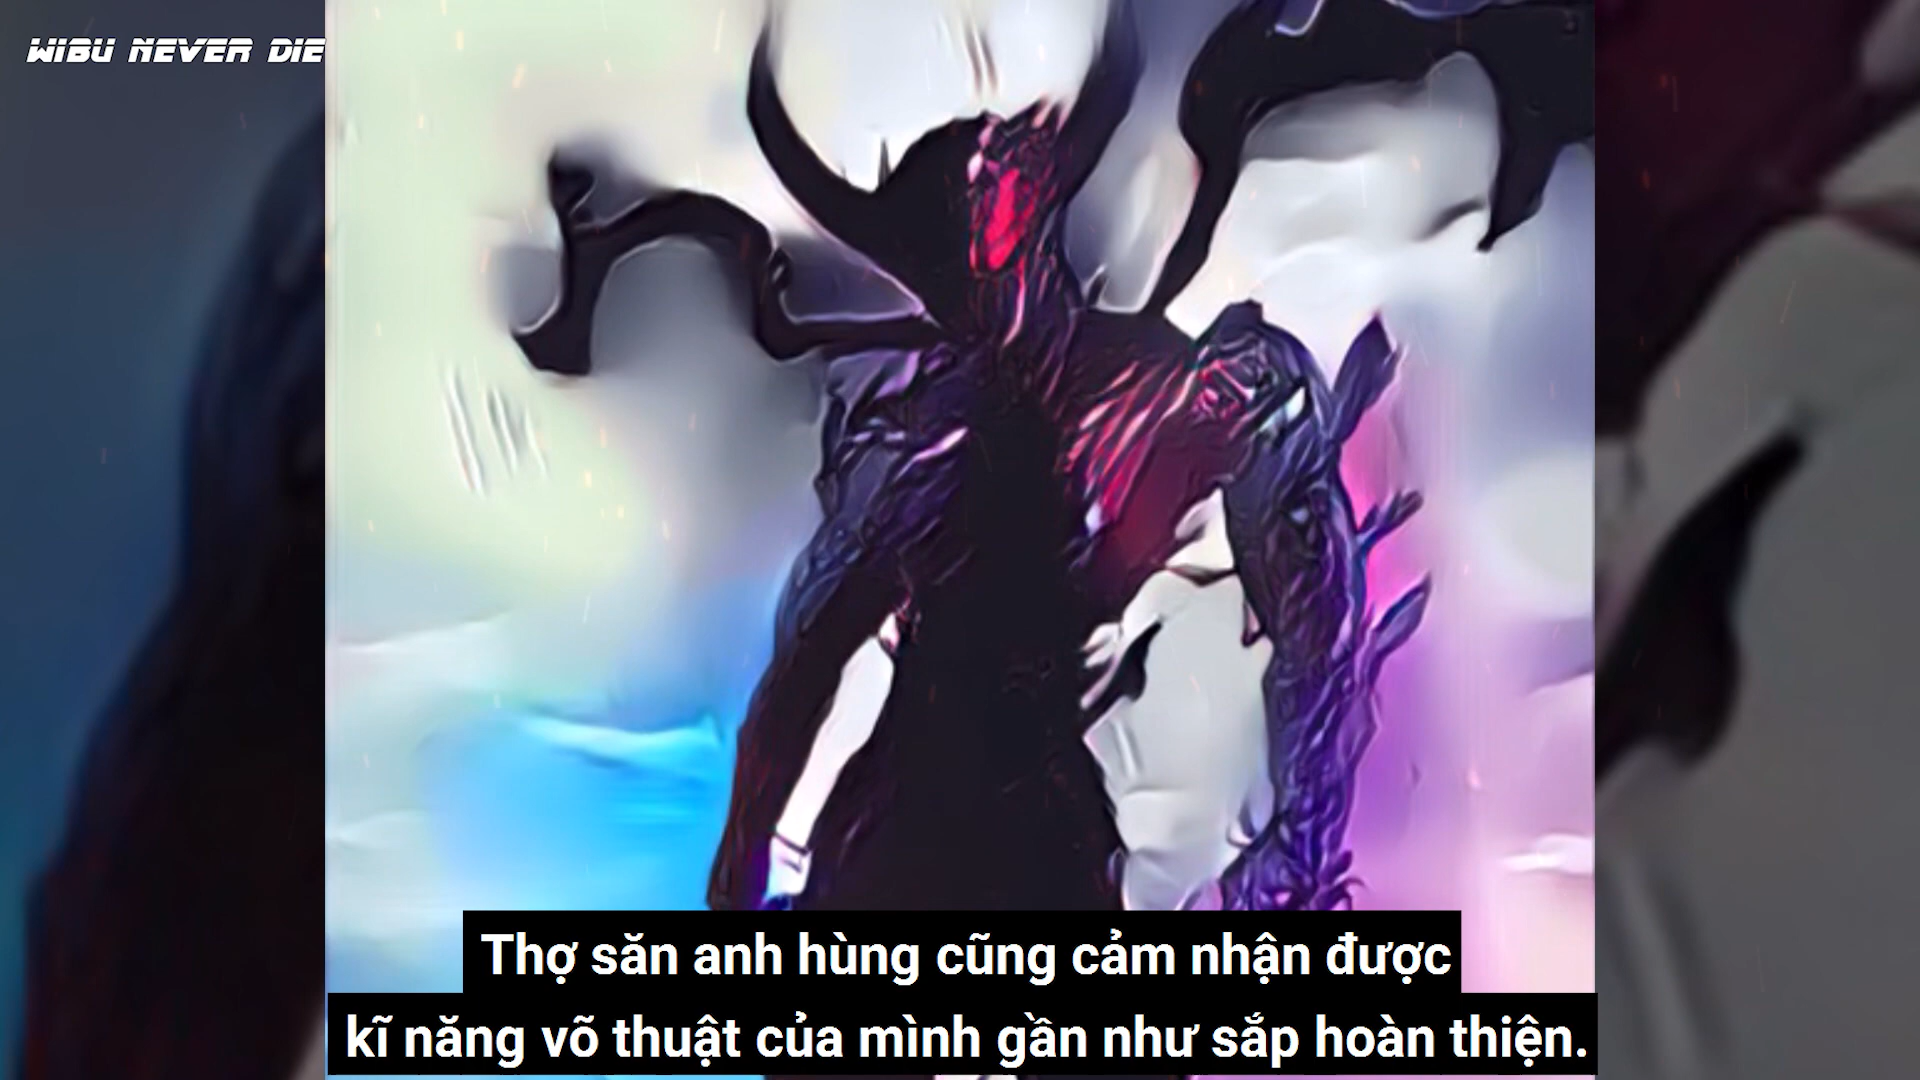 WIBU NEVER DIE
Thợ săn anh hùng cũng cảm nhận được
kĩ năng võ thuật của mình gần như sắp hoàn thiện.